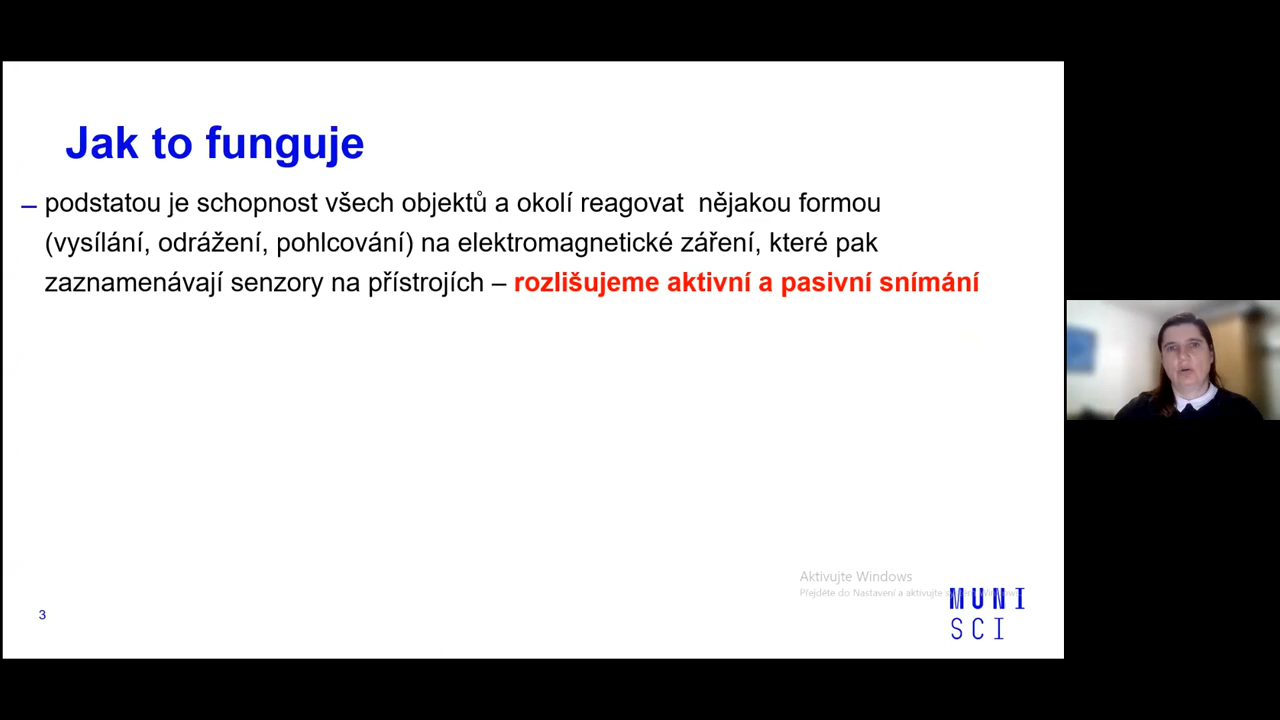 Jak to funguje
– podstatou je schopnost všech objektů a okolí reagovat  nějakou formou
(vysílání, odrážení, pohlcování) na elektromagnetické záření, které pak
zaznamenávají senzory na přístrojích – rozlišujeme aktivní a pasivní snímání
Aktivujte Windows
Přejděte do Nastavení a aktivujte
3
MUNI
SCI